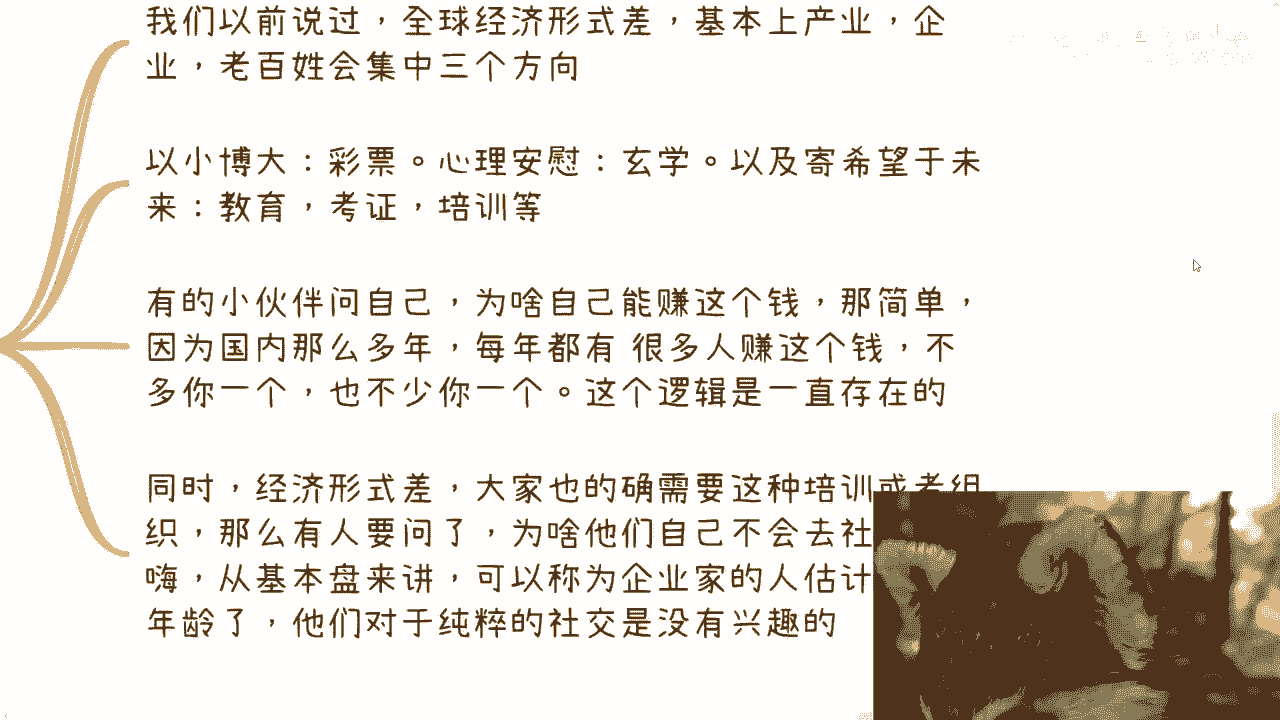 我们以前说过，全球经济形式差，基本上产业，企
业，老百姓会集中三个方向
以小博大：彩票。心理安慰：玄学。以及寄希望于未
来：教育，考证，培训等
有的小伙伴问自己，为啥自己能赚这个钱，那简单，
因为国内那么多年，每年都有 很多人赚这个钱，不
多你一个，也不少你一个。这个逻辑是一直存在的
同时，经济形式差，大家也的确需要这种培训或者组
织，那么有人要问了，为啥他们自己不会去社
嗨，从基本盘来讲，可以称为企业家的人估计
年龄了，他们对于纯粹的社交是没有兴趣的